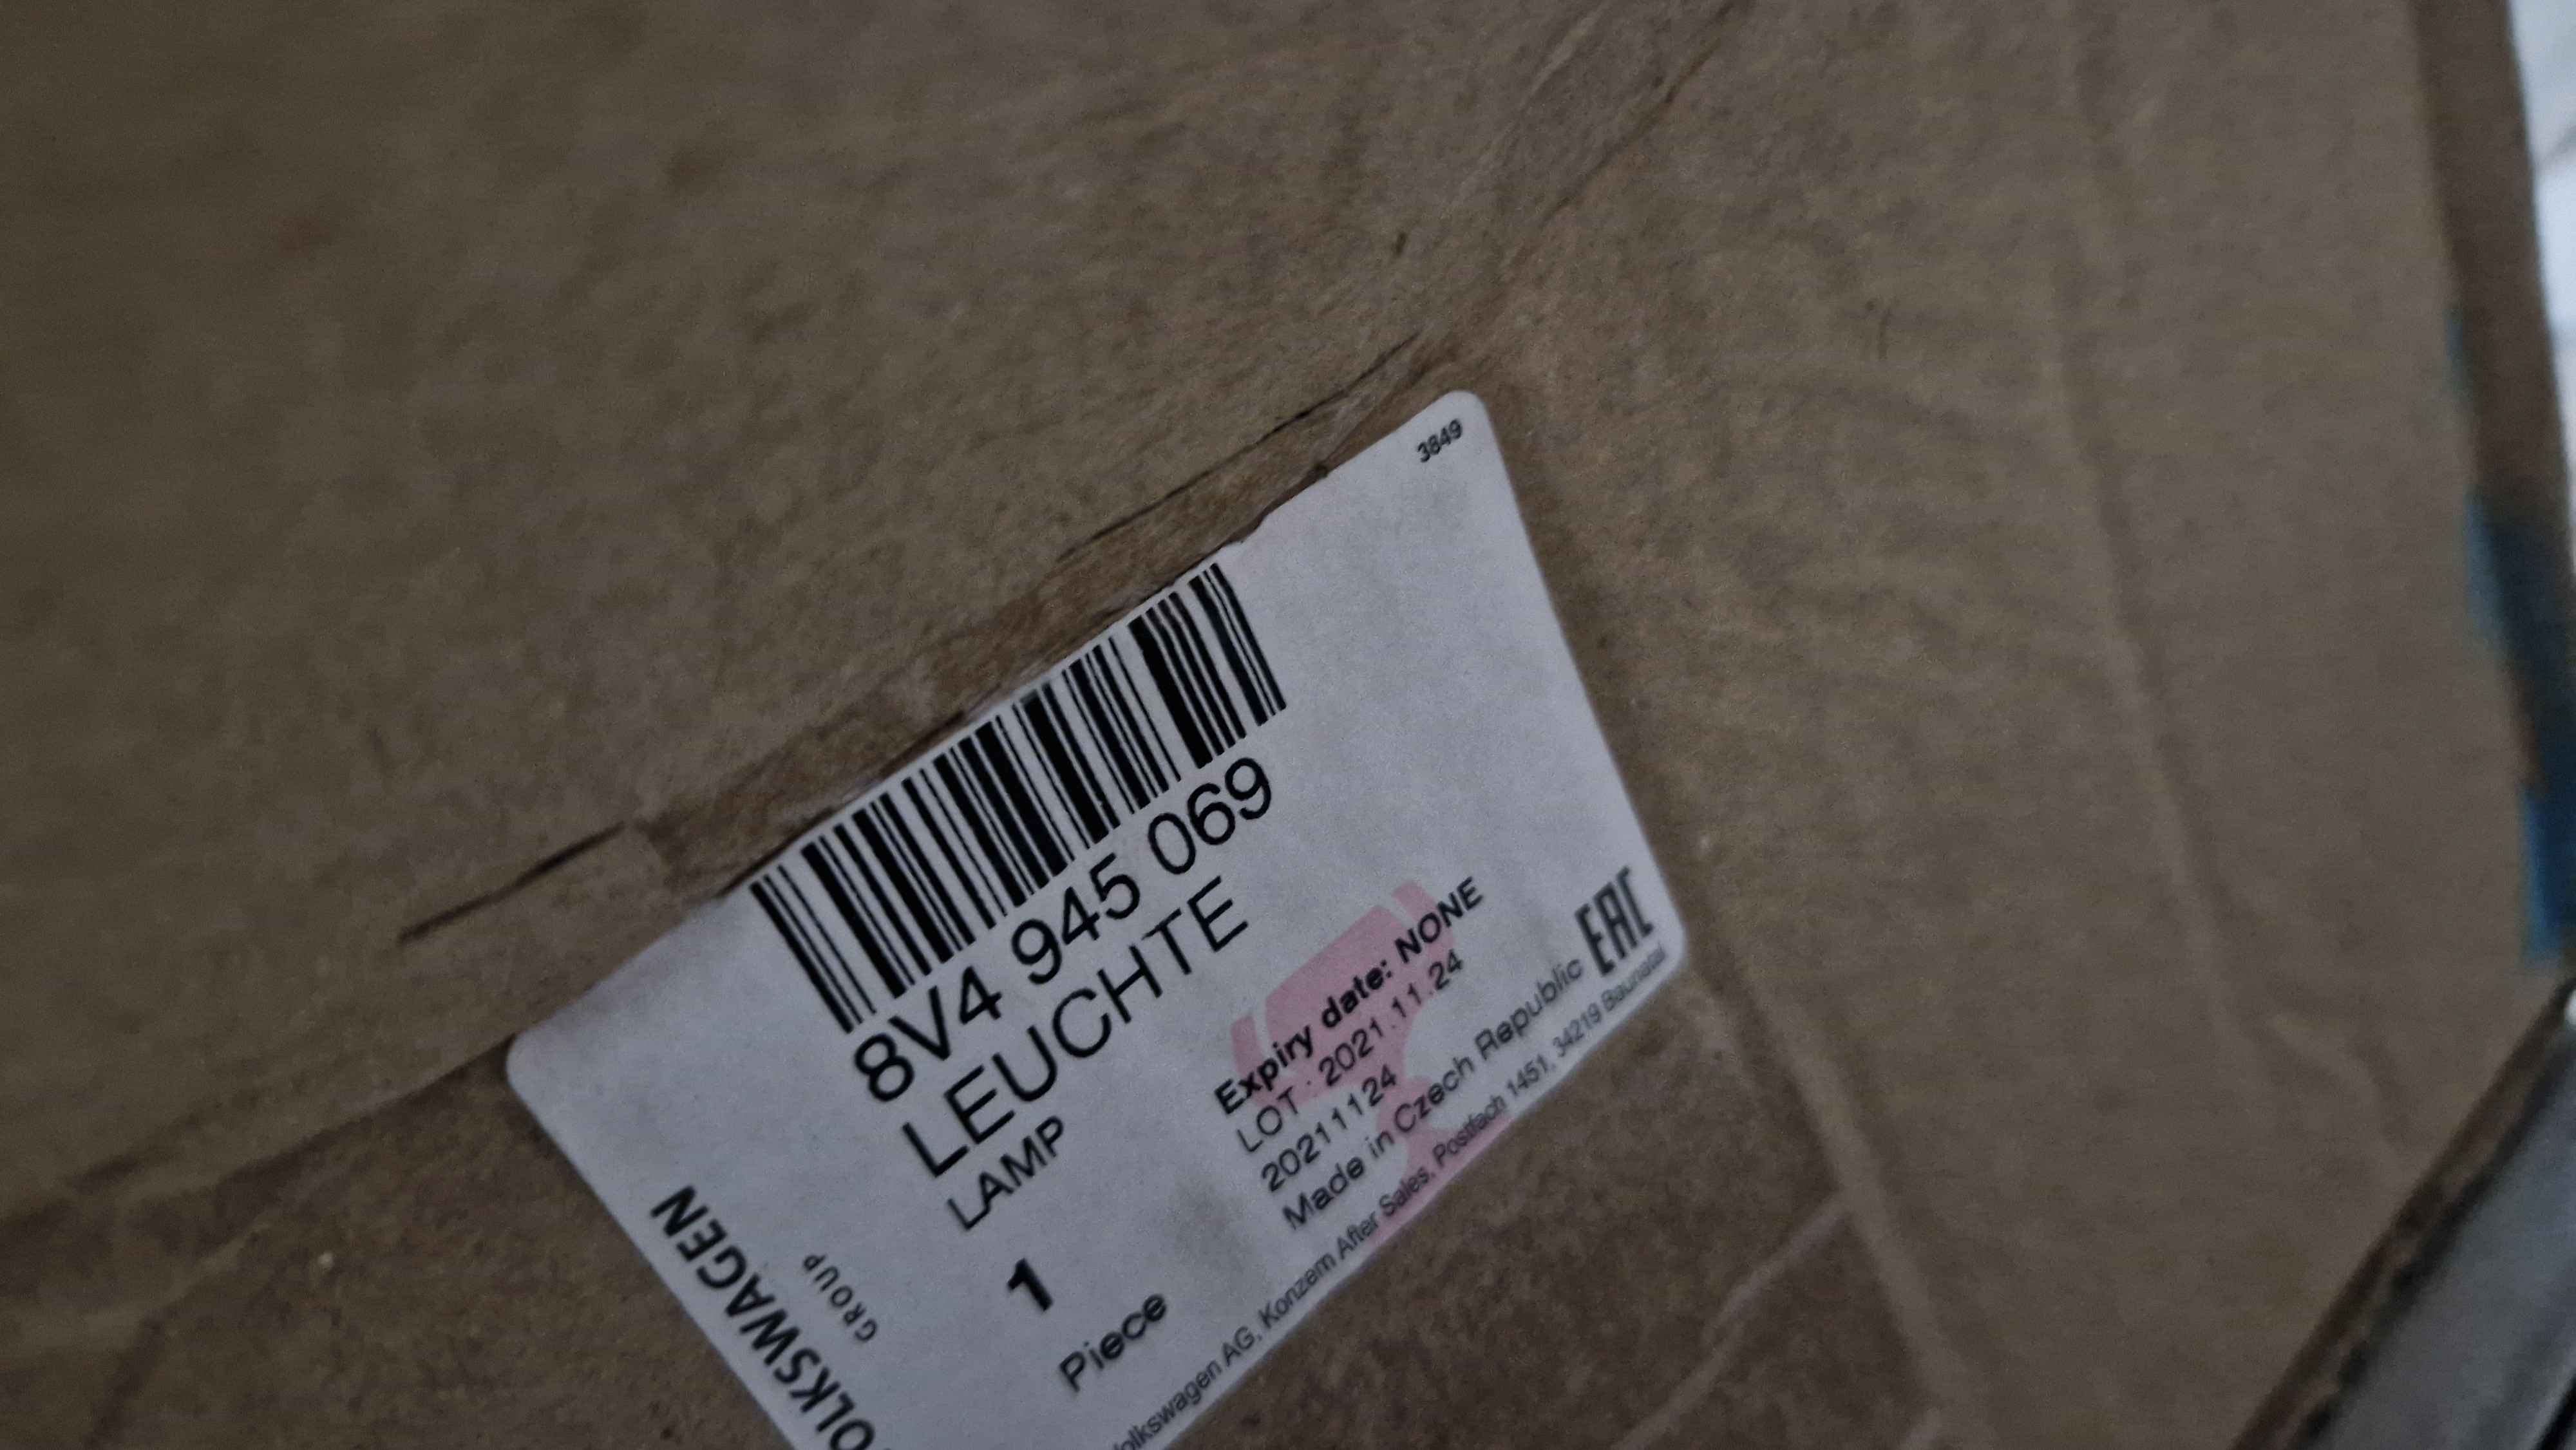 3849
8V4 945 069
LEUCHTE
LAMP
1
Piece
Expiry date: NONE
LOT: 2021.11.24
20211124
Made in Czech Republic
EAC
olkswagen AG, Konzern After Sales, Postfach 1451, 34219 Baunatal
OLKSWAGEN
GROUP